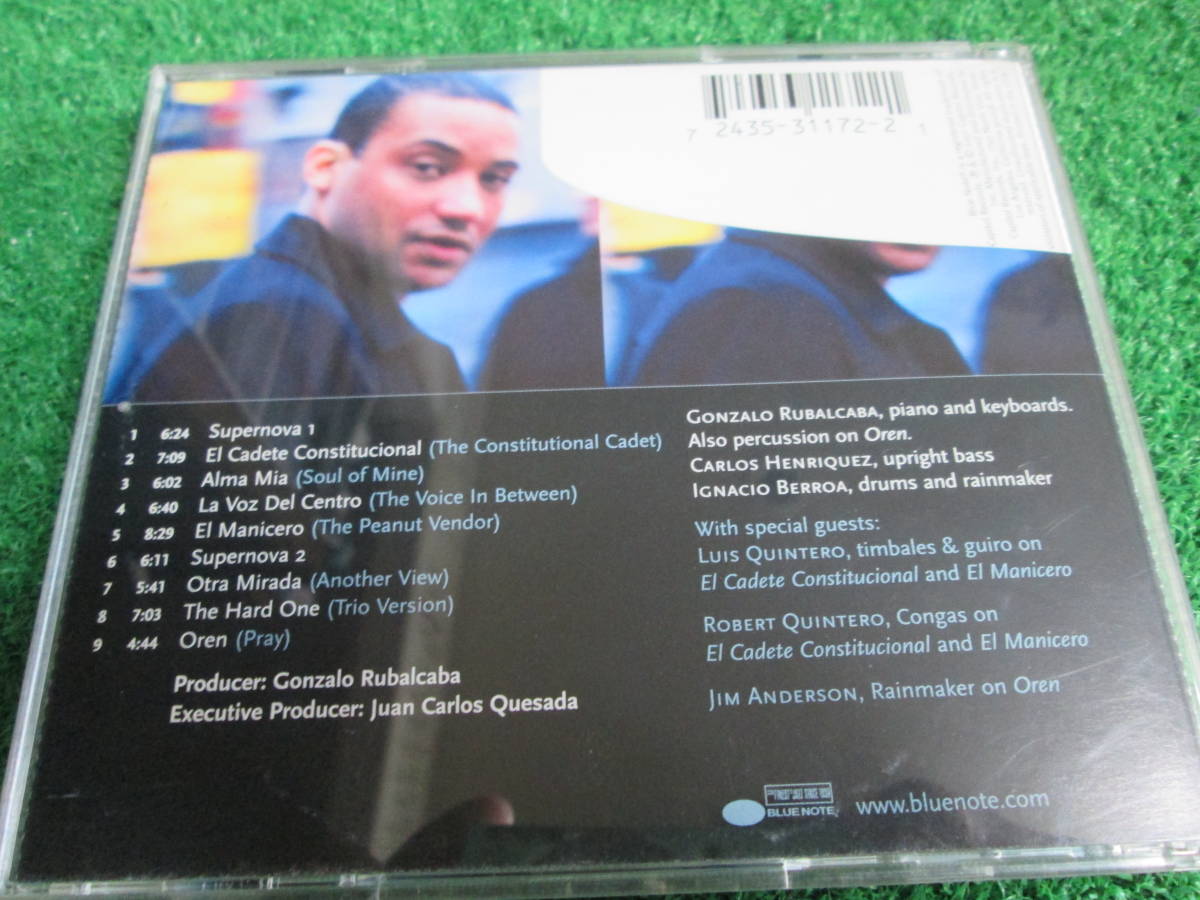 7 2435-31172-2 1
1 6:24 Supernova 1
2 7:09 El Cadete Constitucional (The Constitutional Cadet)
3 6:02 Alma Mia (Soul of Mine)
4 6:40 La Voz Del Centro (The Voice In Between)
5 8:29 El Manicero (The Peanut Vendor)
6 6:11 Supernova 2
7 5:41 Otra Mirada (Another View)
8 7:03 The Hard One (Trio Version)
9 4:44 Oren (Pray)
Producer: Gonzalo Rubalcaba
Executive Producer: Juan Carlos Quesada
GONZALO RUBALCABA, piano and keyboards.
Also percussion on Oren.
CARLOS HENRIQUEZ, upright bass
IGNACIO BERROA, drums and rainmaker
With special guests:
LUIS QUINTERO, timbales & guiro on
El Cadete Constitucional and El Manicero
ROBERT QUINTERO, Congas on
El Cadete Constitucional and El Manicero
JIM ANDERSON, Rainmaker on Oren
BLUE NOTE
www.bluenote.com